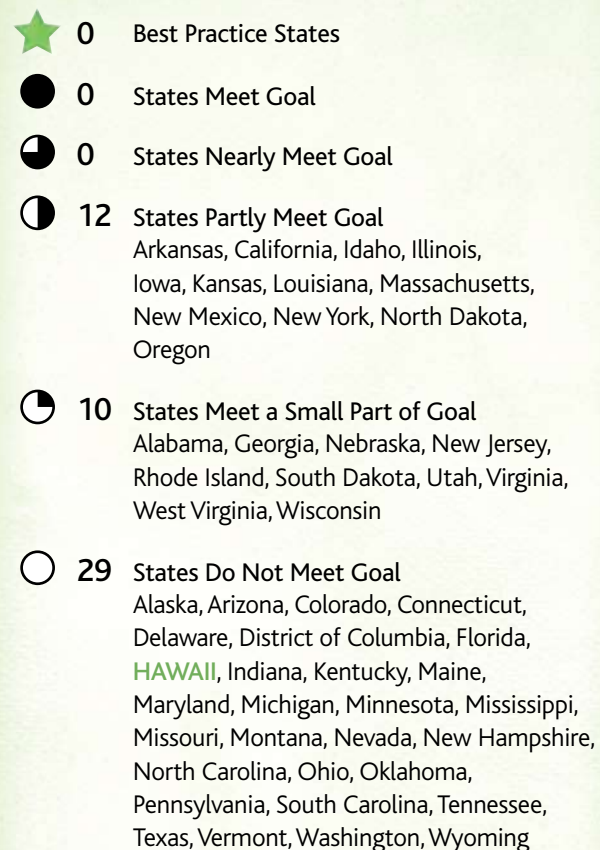 0 Best Practice States
0 States Meet Goal
0 States Nearly Meet Goal
12 States Partly Meet Goal
Arkansas, California, Idaho, Illinois,
Iowa, Kansas, Louisiana, Massachusetts,
New Mexico, New York, North Dakota,
Oregon
10 States Meet a Small Part of Goal
Alabama, Georgia, Nebraska, New Jersey,
Rhode Island, South Dakota, Utah, Virginia,
West Virginia, Wisconsin
29 States Do Not Meet Goal
Alaska, Arizona, Colorado, Connecticut,
Delaware, District of Columbia, Florida,
HAWAII, Indiana, Kentucky, Maine,
Maryland, Michigan, Minnesota, Mississippi,
Missouri, Montana, Nevada, New Hampshire,
North Carolina, Ohio, Oklahoma,
Pennsylvania, South Carolina, Tennessee,
Texas, Vermont, Washington, Wyoming